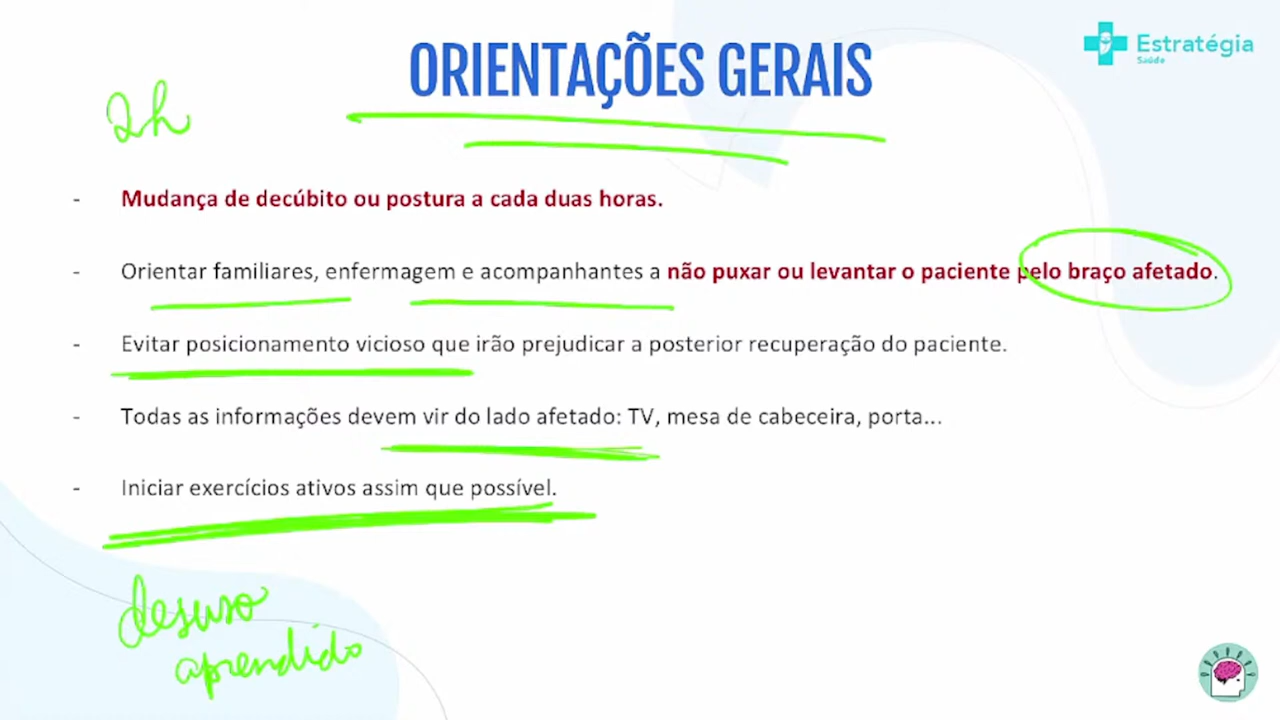 ORIENTAÇÕES GERAIS
Estratégia
Saúde
2h
- Mudança de decúbito ou postura a cada duas horas.
- Orientar familiares, enfermagem e acompanhantes a não puxar ou levantar o paciente pelo braço afetado.
- Evitar posicionamento vicioso que irão prejudicar a posterior recuperação do paciente.
- Todas as informações devem vir do lado afetado: TV, mesa de cabeceira, porta...
- Iniciar exercícios ativos assim que possível.
desuso
aprendido